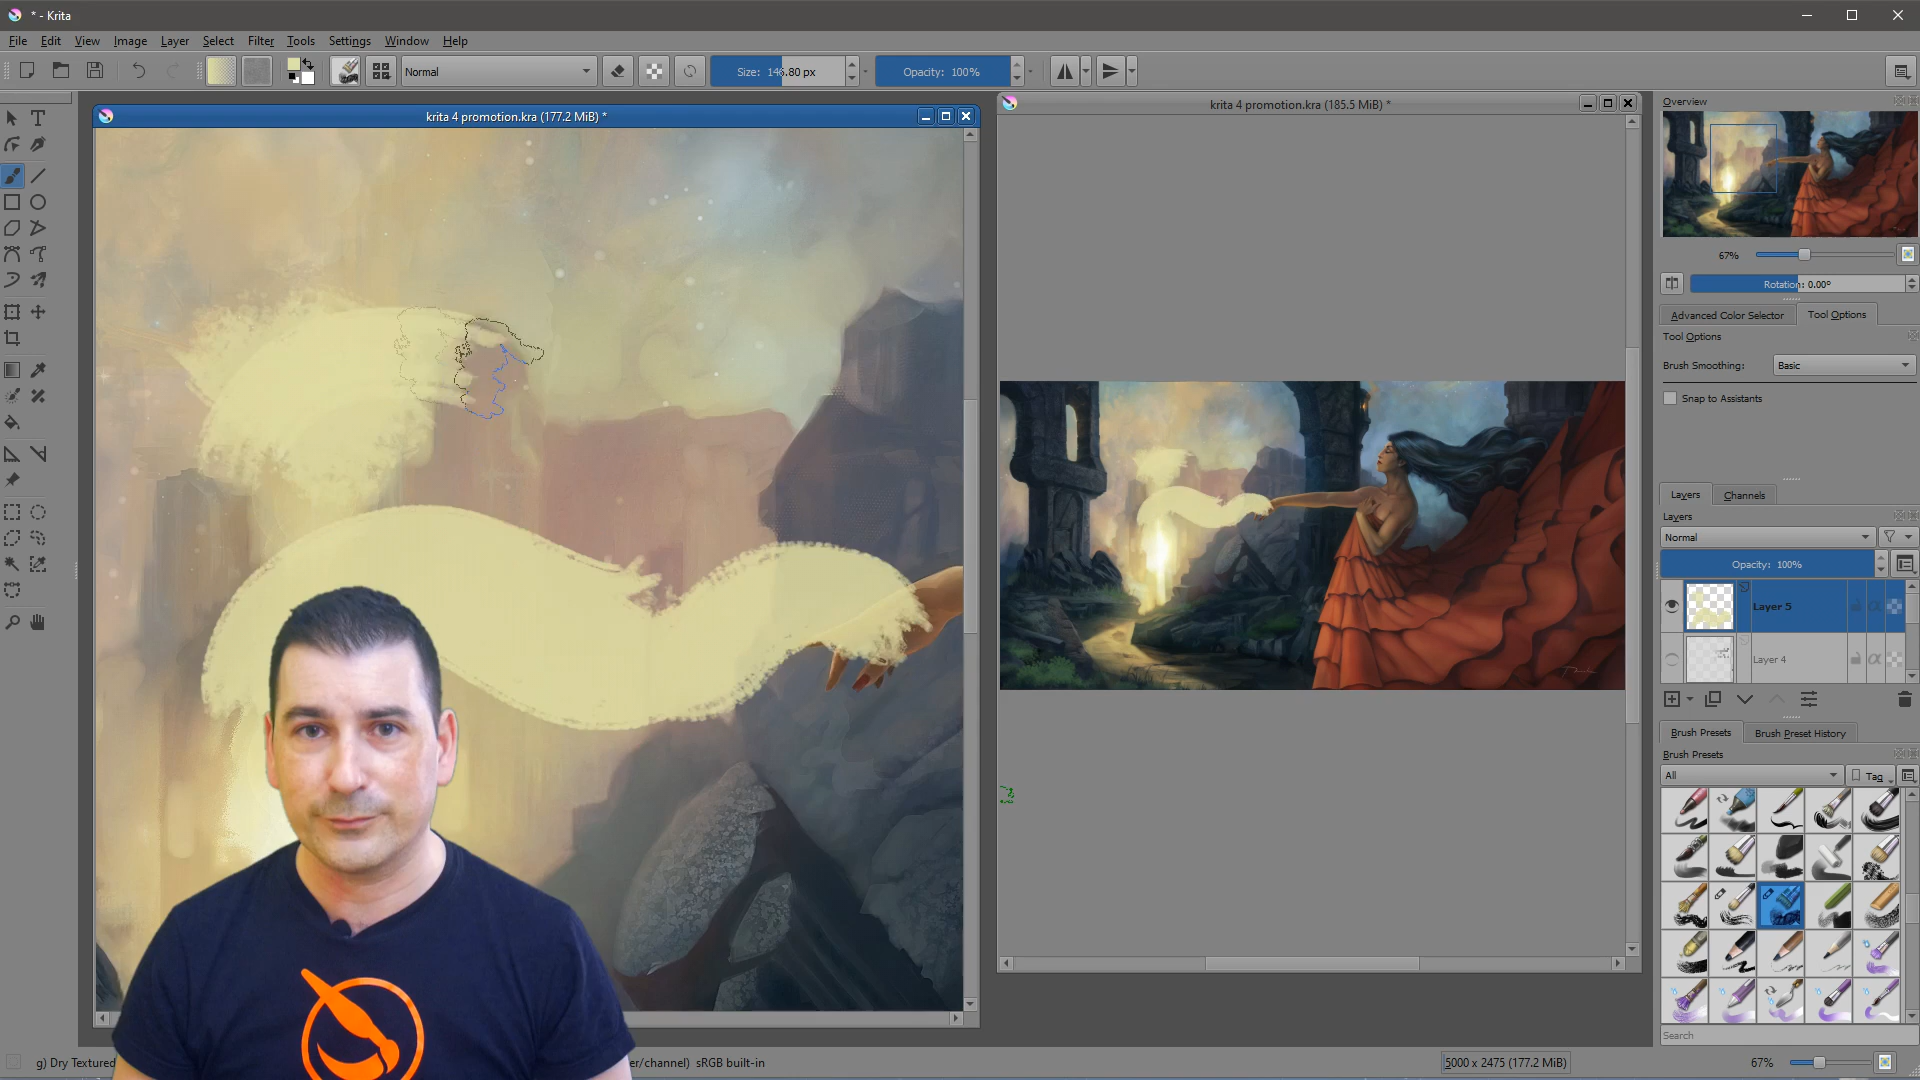 * - Krita
File Edit View Image Layer Select Filter Tools Settings Window Help
Normal
Size: 146.80 px
Opacity: 100%
krita 4 promotion.kra (177.2 MiB) *
krita 4 promotion.kra (185.5 MiB) *
Overview
67%
Rotation: 0.00°
Advanced Color Selector
Tool Options
Tool Options
Brush Smoothing:
Basic
Snap to Assistants
Layers
Channels
Layers
Normal
Opacity: 100%
Layer 5
Layer 4
Brush Presets
Brush Preset History
Brush Presets
All
Tag
Search
g) Dry Textured
er/channel) sRGB built-in
5000 x 2475 (177.2 MiB)
67%